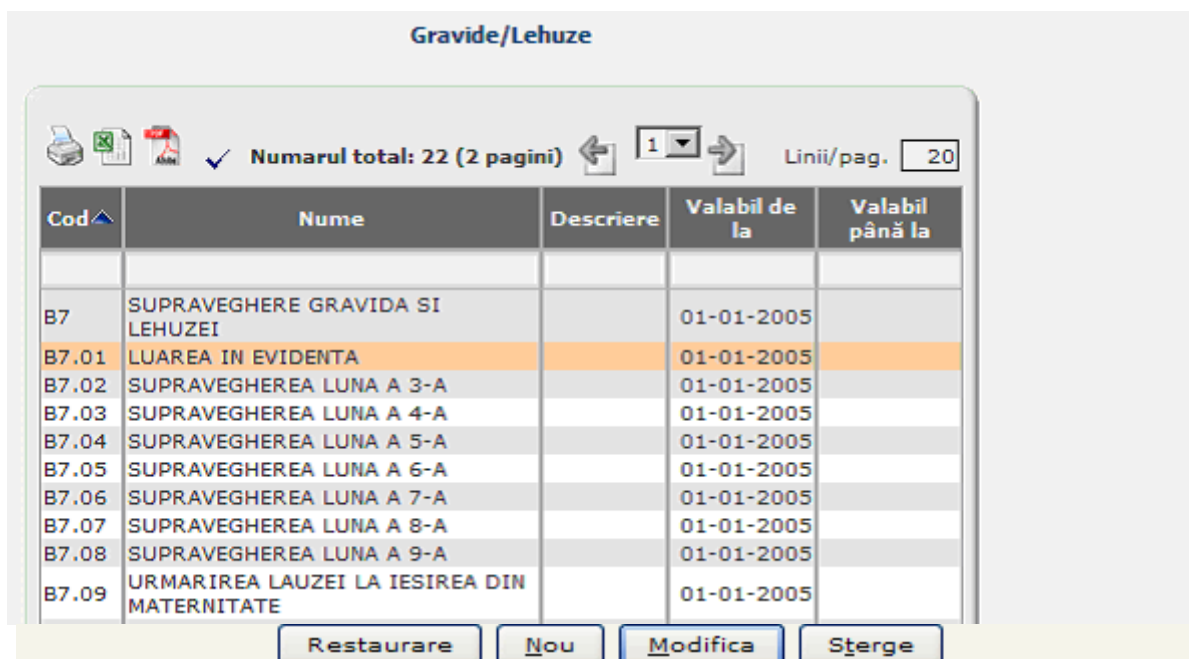 Gravide/Lehuze
Numarul total: 22 (2 pagini) 1 Linii/pag. 20
Cod Nume Descriere Valabil de la Valabil până la
B7 SUPRAVEGHERE GRAVIDA SI LEHUZEI 01-01-2005
B7.01 LUAREA IN EVIDENTA 01-01-2005
B7.02 SUPRAVEGHEREA LUNA A 3-A 01-01-2005
B7.03 SUPRAVEGHEREA LUNA A 4-A 01-01-2005
B7.04 SUPRAVEGHEREA LUNA A 5-A 01-01-2005
B7.05 SUPRAVEGHEREA LUNA A 6-A 01-01-2005
B7.06 SUPRAVEGHEREA LUNA A 7-A 01-01-2005
B7.07 SUPRAVEGHEREA LUNA A 8-A 01-01-2005
B7.08 SUPRAVEGHEREA LUNA A 9-A 01-01-2005
B7.09 URMARIREA LAUZEI LA IESIREA DIN MATERNITATE 01-01-2005
Restaurare Nou Modifica Sterge